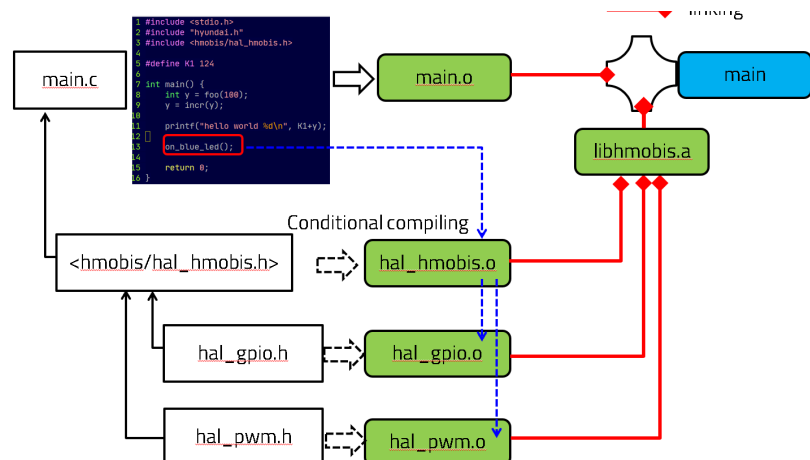 linking
main.c
1 #include <stdio.h>
2 #include "hyundai.h"
3 #include <hmobis/hal_hmobis.h>
4
5 #define K1 124
6
7 int main() {
8 int y = foo(100);
9 y = incr(y);
10
11 printf("hello world %d\n", K1+y);
12
13 on_blue_led();
14
15 return 0;
16 }
main.o
main
libhmobis.a
Conditional compiling
<hmobis/hal_hmobis.h>
hal_hmobis.o
hal_gpio.h
hal_gpio.o
hal_pwm.h
hal_pwm.o